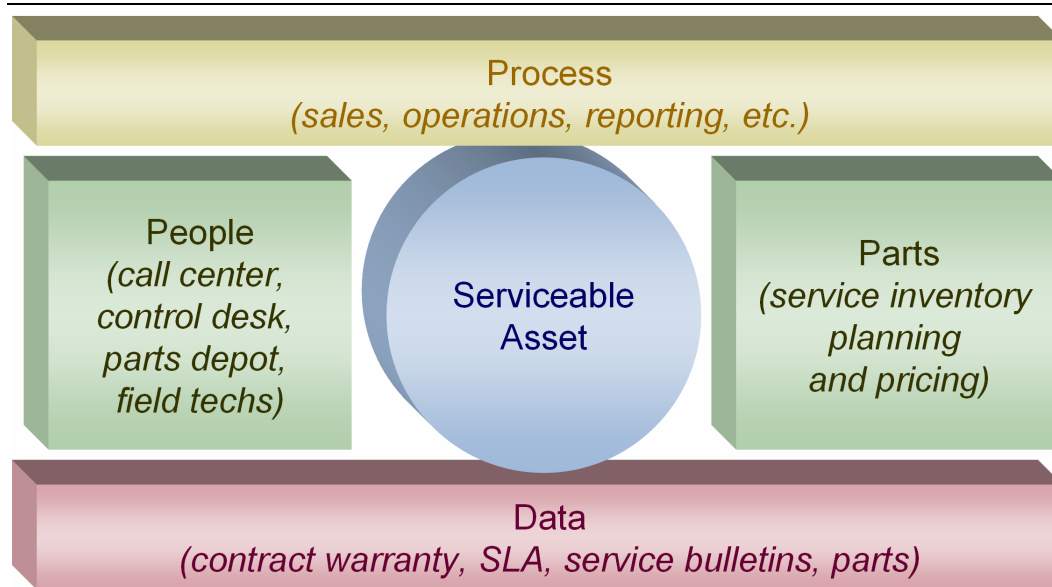 Process
(sales, operations, reporting, etc.)
People
(call center,
control desk,
parts depot,
field techs)
Serviceable
Asset
Parts
(service inventory
planning
and pricing)
Data
(contract warranty, SLA, service bulletins, parts)